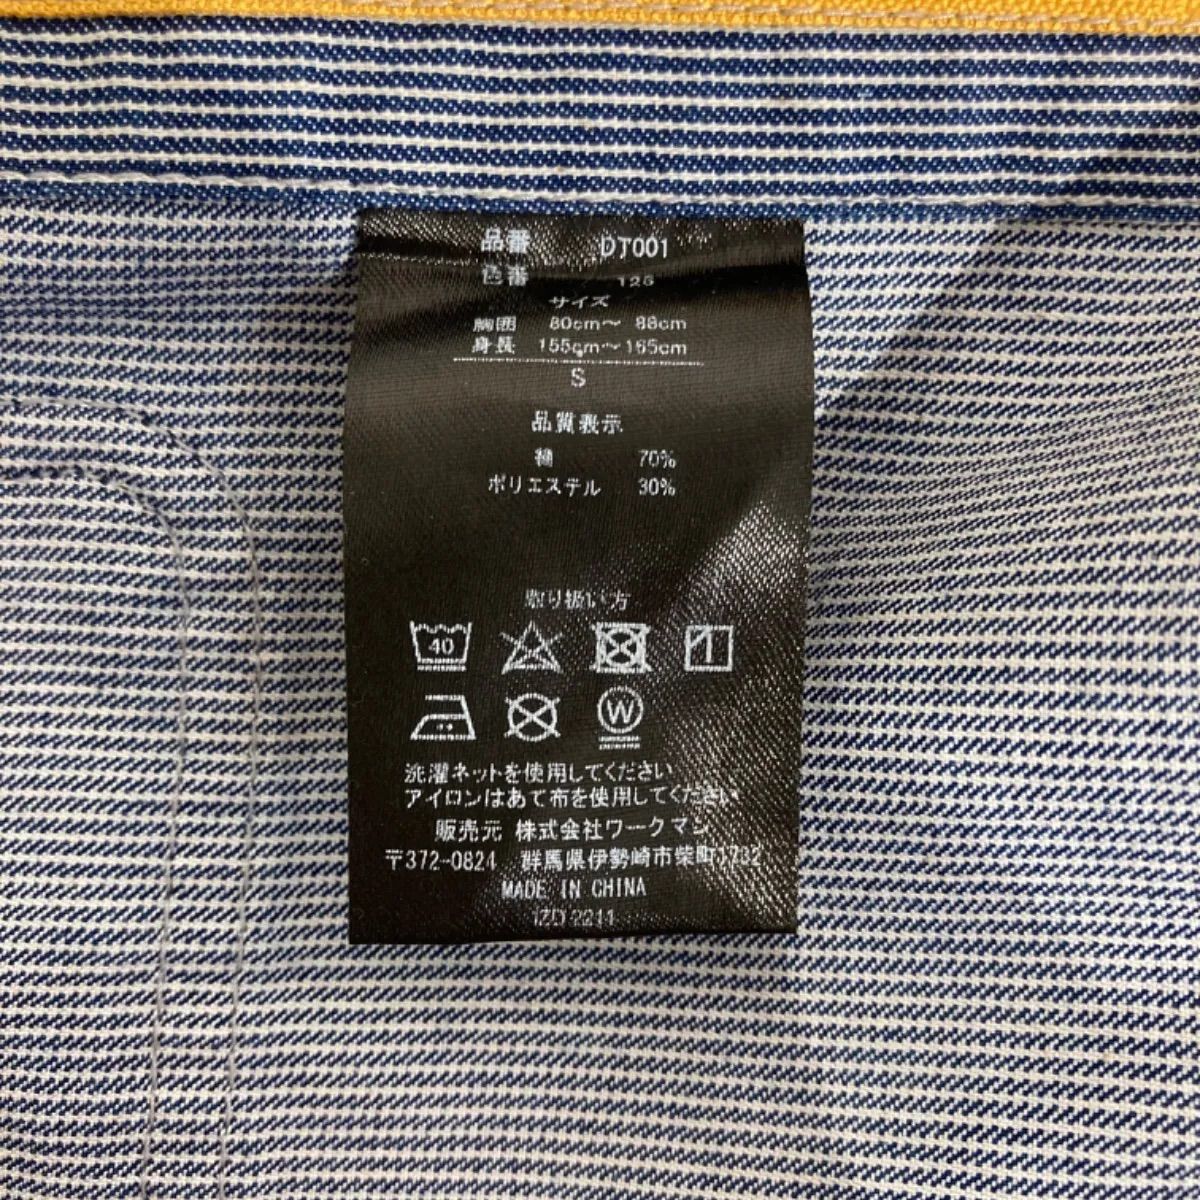 品番 DT001
色番 126
サイズ
胸囲 80cm～ 88cm
身長 155cm～165cm
S
品質表示
綿 70%
ポリエステル 30%
取り扱い方
40
W
洗濯ネットを使用してください
アイロンはあて布を使用してください
販売元 株式会社ワークマン
〒372-0824 群馬県伊勢崎市柴町1732
MADE IN CHINA